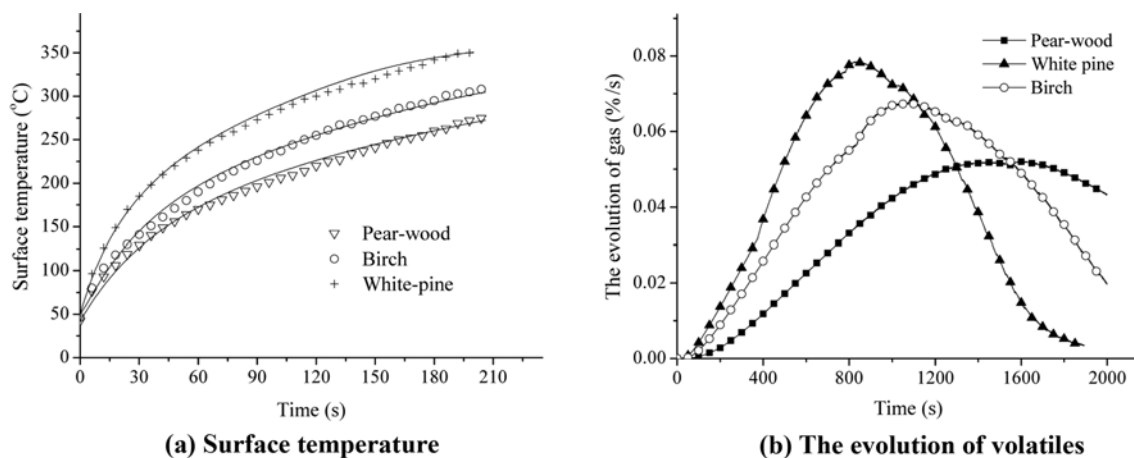 350
300
250
200
150
100
50
0
Surface temperature (°C)
Pear-wood
Birch
White-pine
0 30 60 90 120 150 180 210
Time (s)
(a) Surface temperature
0.08
0.06
0.04
0.02
0.00
The evolution of gas (%/s)
Pear-wood
White pine
Birch
0 400 800 1200 1600 2000
Time (s)
(b) The evolution of volatiles